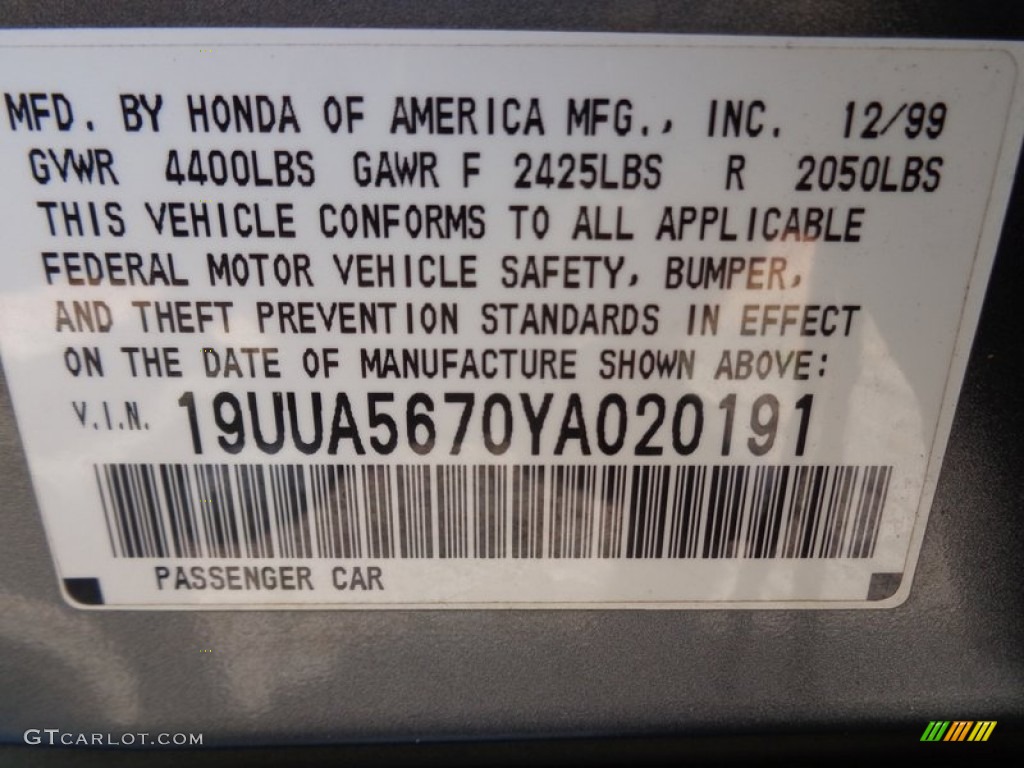 MFD. BY HONDA OF AMERICA MFG., INC. 12/99
GVWR 4400LBS GAWR F 2425LBS R 2050LBS
THIS VEHICLE CONFORMS TO ALL APPLICABLE
FEDERAL MOTOR VEHICLE SAFETY, BUMPER,
AND THEFT PREVENTION STANDARDS IN EFFECT
ON THE DATE OF MANUFACTURE SHOWN ABOVE:
V.I.N. 19UUA5670YA020191
PASSENGER CAR
GTCARLOT.COM